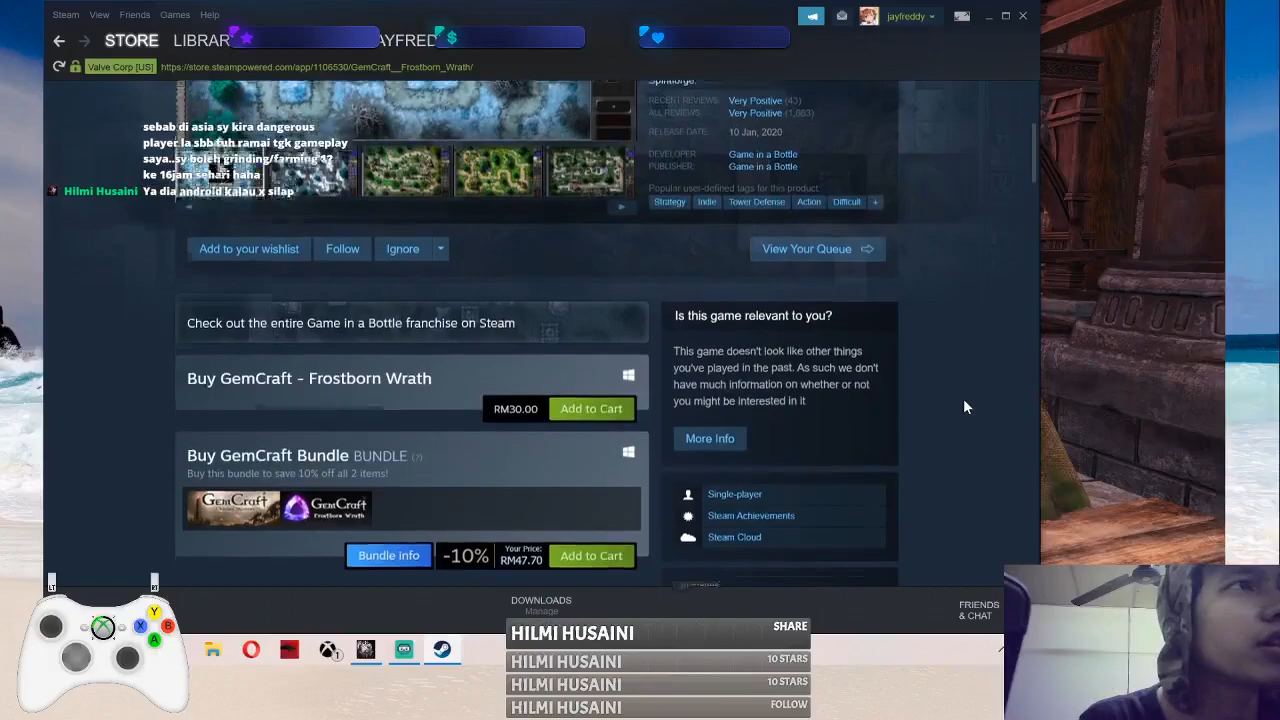 Steam View Friends Games Help
jayfreddy
STORE LIBRAR AYFRED
Valve Corp [US] https://store.steampowered.com/app/1106530/GemCraft__Frostborn_Wrath/
RECENT REVIEWS: Very Positive (43)
ALL REVIEWS: Very Positive (1,683)
RELEASE DATE: 10 Jan, 2020
DEVELOPER: Game in a Bottle
PUBLISHER: Game in a Bottle
Popular user-defined tags for this product:
Strategy Indie Tower Defense Action Difficult +
sebab di asia sy kira dangerous
player la sbb fuh ramai tgk gameplay
saya..sy boleh grinding/farming 1?
ke 16jam sehari haha
Hilmi Husaini Ya dia android kalau x silap
Add to your wishlist Follow Ignore View Your Queue
Check out the entire Game in a Bottle franchise on Steam
Is this game relevant to you?
This game doesn't look like other things
you've played in the past. As such we don't
have much information on whether or not
you might be interested in it
More Info
Buy GemCraft - Frostborn Wrath
RM30.00 Add to Cart
Buy GemCraft Bundle BUNDLE (?)
Buy this bundle to save 10% off all 2 items!
GemCraft GemCraft
Frostborn Wrath
Bundle info -10% Your Price: RM47.70 Add to Cart
Single-player
Steam Achievements
Steam Cloud
DOWNLOADS
Manage
FRIENDS
& CHAT
LT RT
Y
X B
A
HILMI HUSAINI SHARE
HILMI HUSAINI 10 STARS
HILMI HUSAINI 10 STARS
HILMI HUSAINI FOLLOW